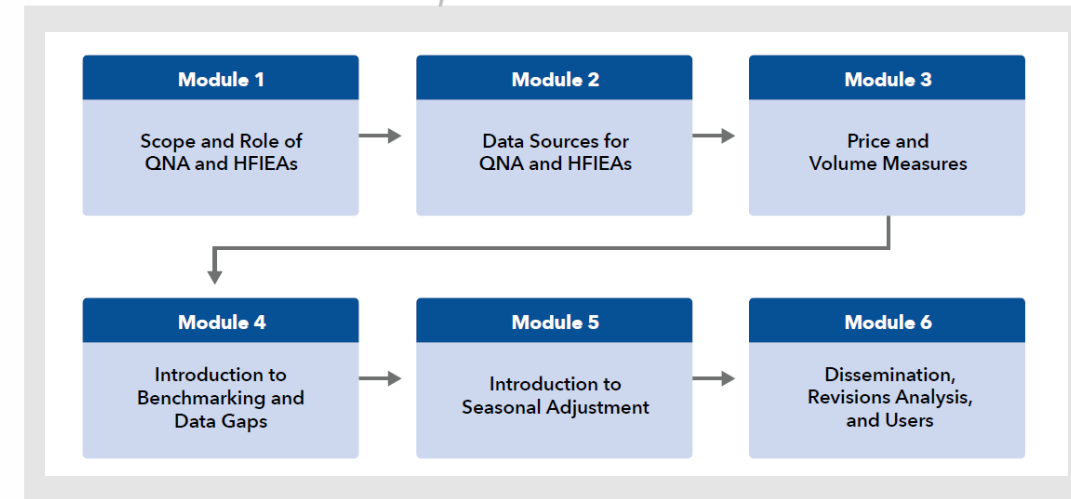 Module 1
Scope and Role of
QNA and HFIEAs
Module 2
Data Sources for
QNA and HFIEAs
Module 3
Price and
Volume Measures
Module 4
Introduction to
Benchmarking and
Data Gaps
Module 5
Introduction to
Seasonal Adjustment
Module 6
Dissemination,
Revisions Analysis,
and Users